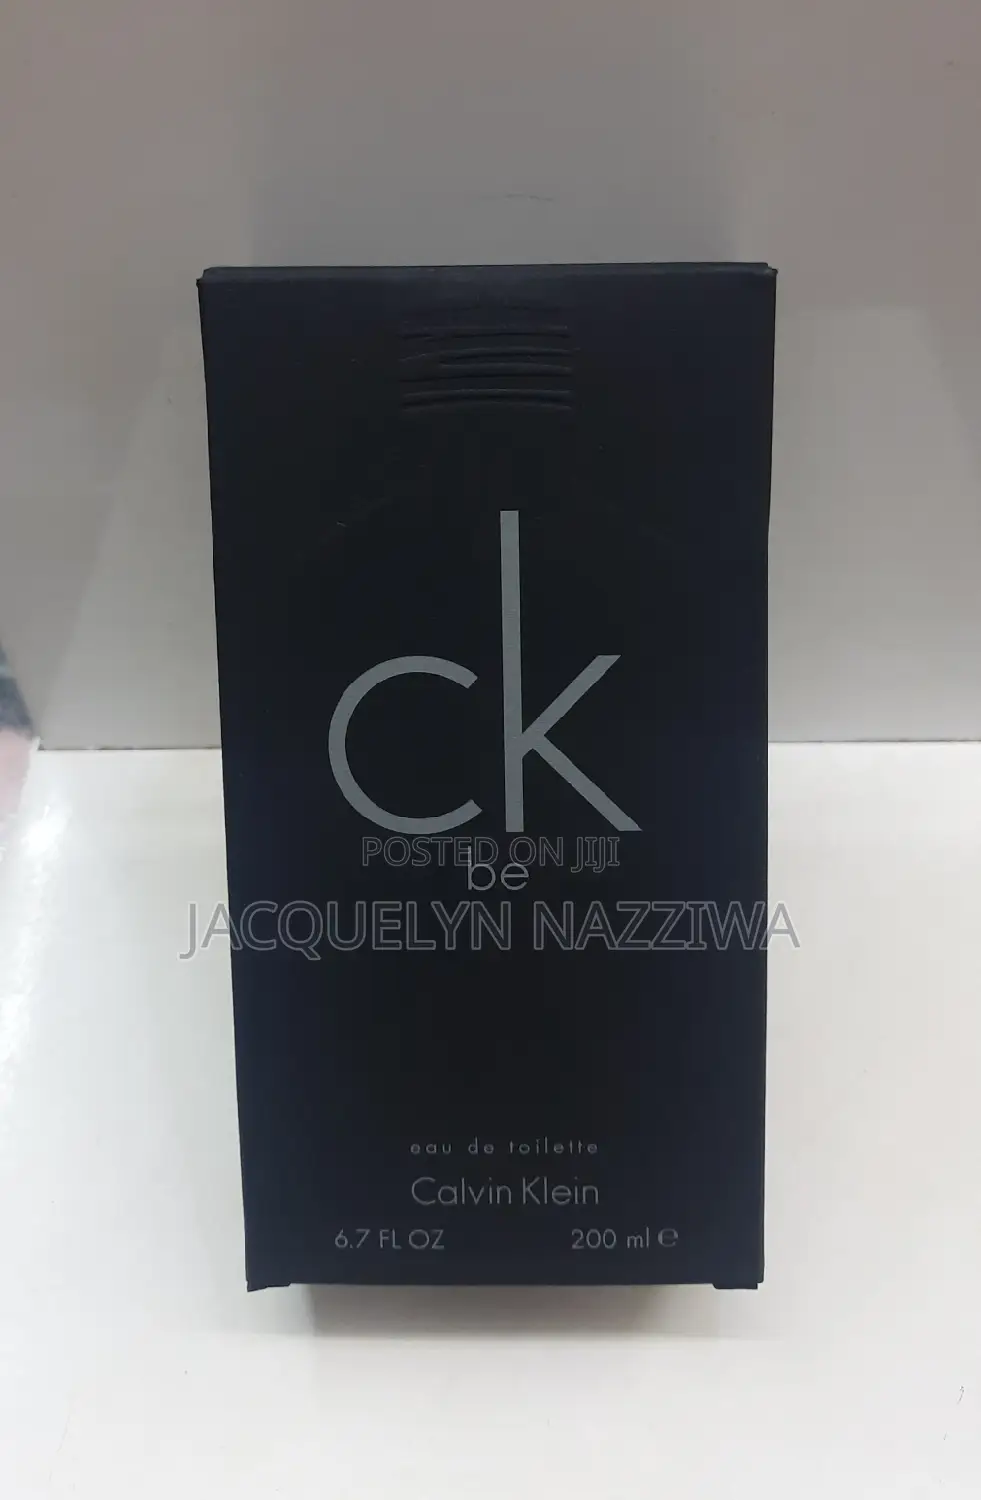 ck
POSTED ON JIJI
be
JACQUELYN NAZZIWA
eau de toilette
Calvin Klein
6.7 FL OZ 200 ml ℮